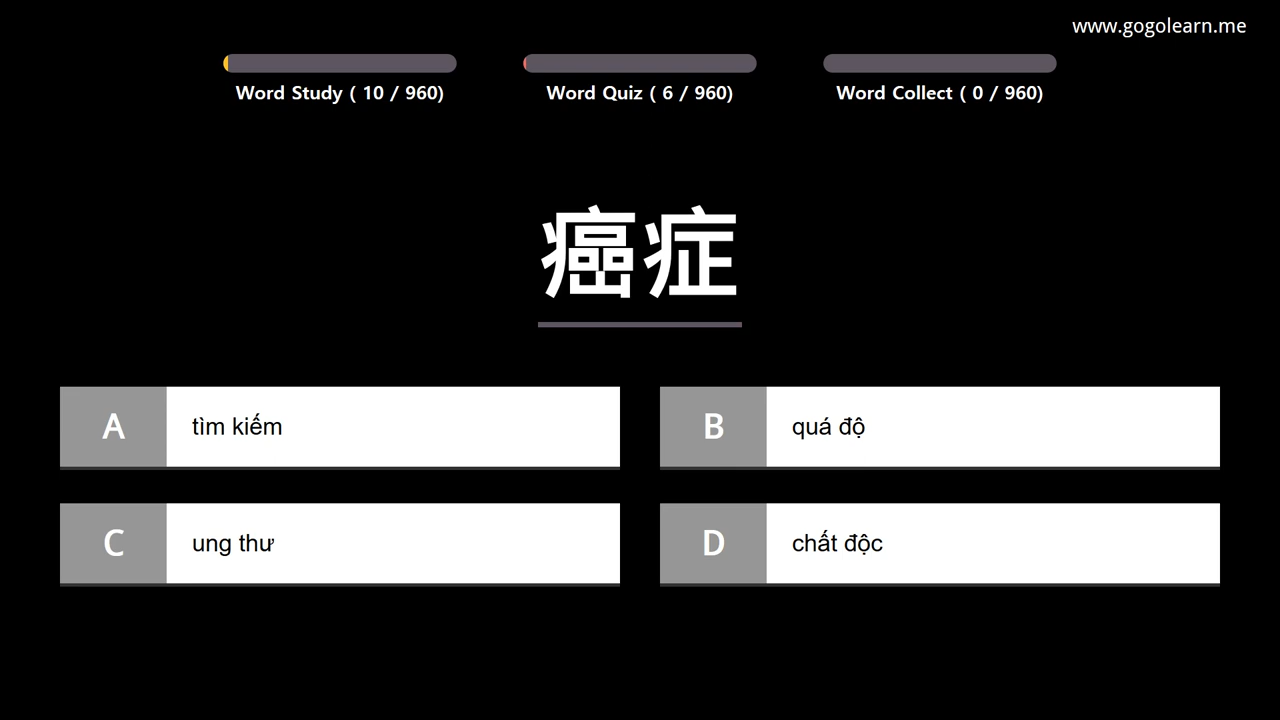 www.gogolearn.me
Word Study ( 10 / 960)
Word Quiz ( 6 / 960)
Word Collect ( 0 / 960)
癌症
A tìm kiếm
B quá độ
C ung thư
D chất độc